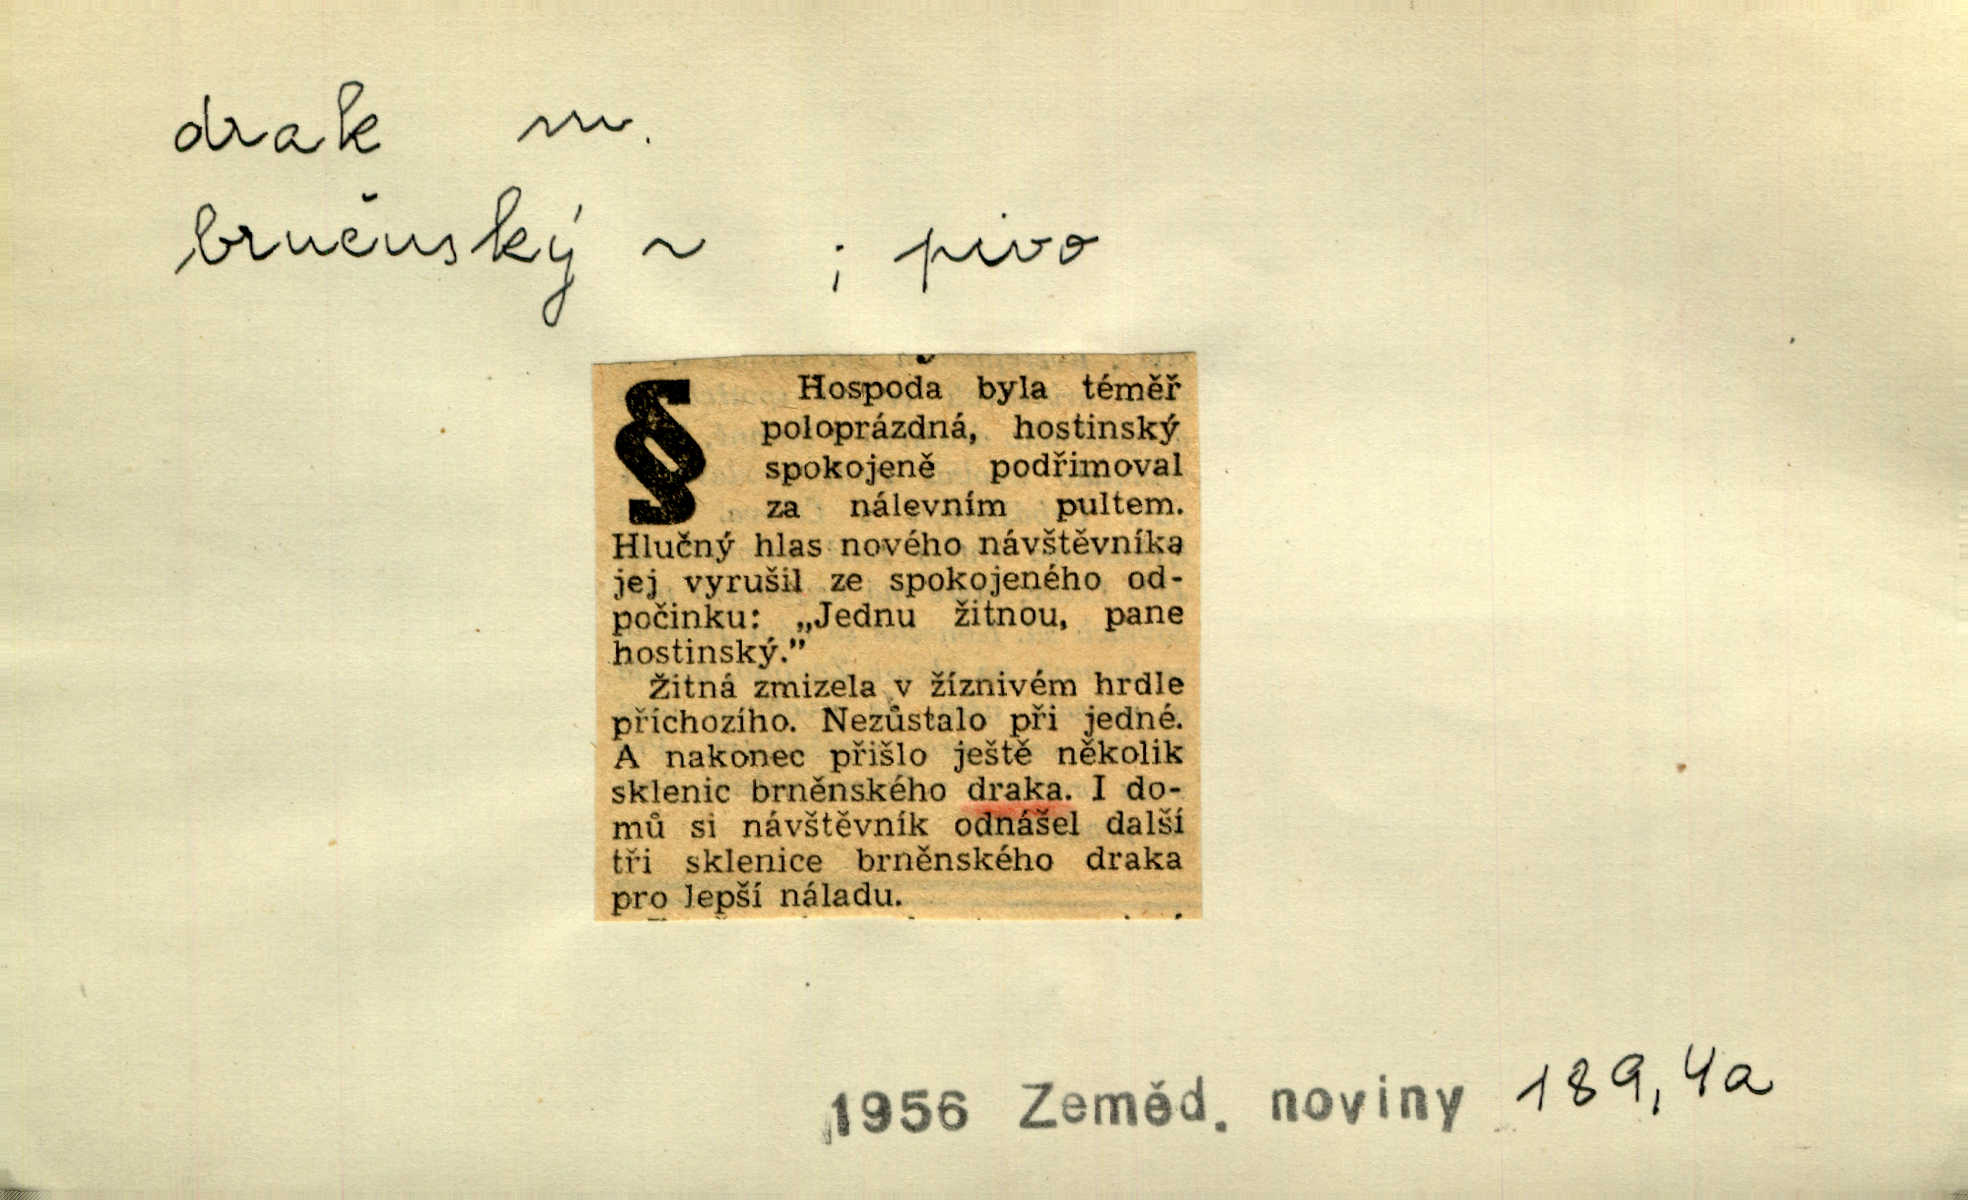 drak m.
brněnský ~ ; pivo
§ Hospoda byla téměř
poloprázdná, hostinský
spokojeně podřimoval
za nálevním pultem.
Hlučný hlas nového návštěvníka
jej vyrušil ze spokojeného od-
počinku: „Jednu žitnou, pane
hostinský.”
Žitná zmizela v žíznivém hrdle
příchozího. Nezůstalo při jedné.
A nakonec přišlo ještě několik
sklenic brněnského draka. I do-
mů si návštěvník odnášel další
tři sklenice brněnského draka
pro lepší náladu.
1956 Zeměd. noviny 189,4a